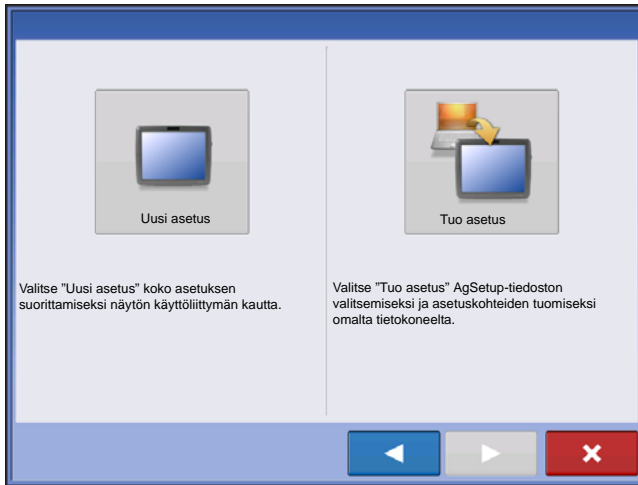 Uusi asetus
Valitse ”Uusi asetus” koko asetuksen
suorittamiseksi näytön käyttöliittymän kautta.
Tuo asetus
Valitse ”Tuo asetus” AgSetup-tiedoston
valitsemiseksi ja asetuskohteiden tuomiseksi
omalta tietokoneelta.